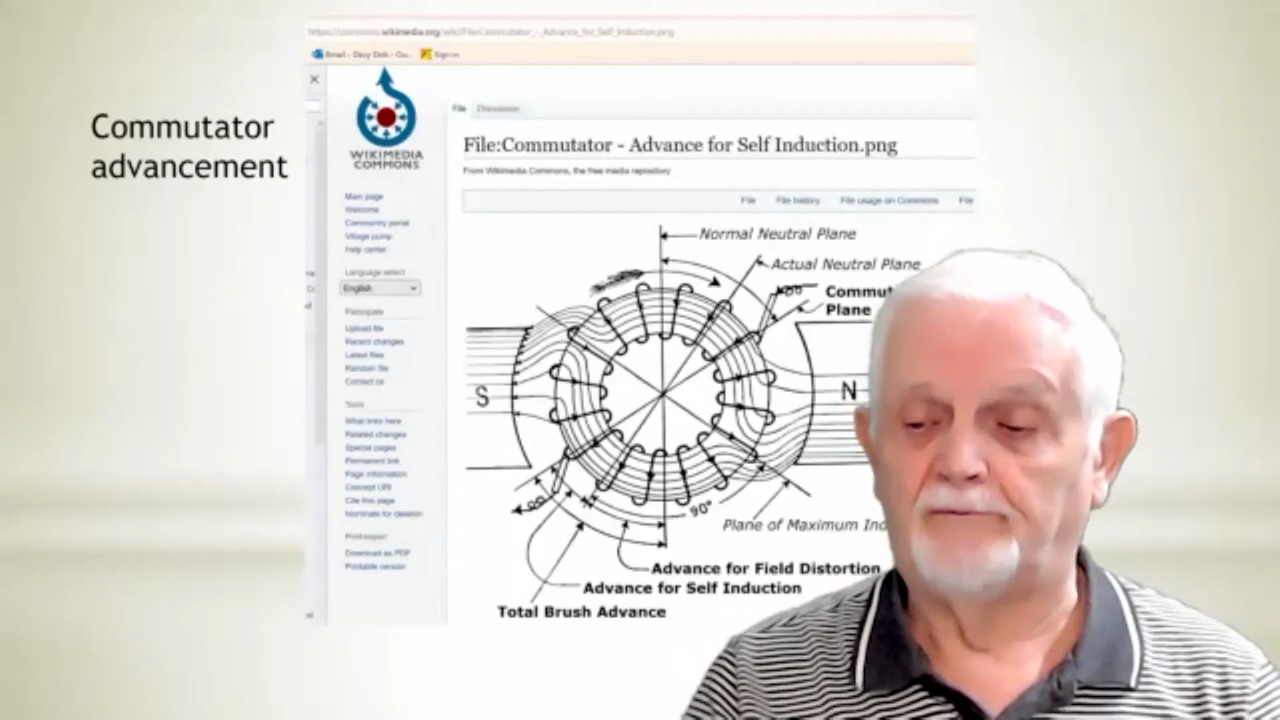 https://commons.wikimedia.org/wiki/File:Commutator_-_Advance_for_Self_Induction.png
Sign in
Commutator
advancement
WIKIMEDIA
COMMONS
File Discussion
File:Commutator - Advance for Self Induction.png
From Wikimedia Commons, the free media repository
File File history File usage on Commons File
Main page
Welcome
Community portal
Village pump
Help center
Language select
English
Participate
Upload file
Recent changes
Latest files
Random file
Contact us
Tools
What links here
Related changes
Special pages
Permanent link
Page information
Concept URI
Cite this page
Nominate for deletion
Print/export
Download as PDF
Printable version
Normal Neutral Plane
Actual Neutral Plane
Commut
Plane
S
N
90°
Plane of Maximum Ind
Advance for Field Distortion
Advance for Self Induction
Total Brush Advance